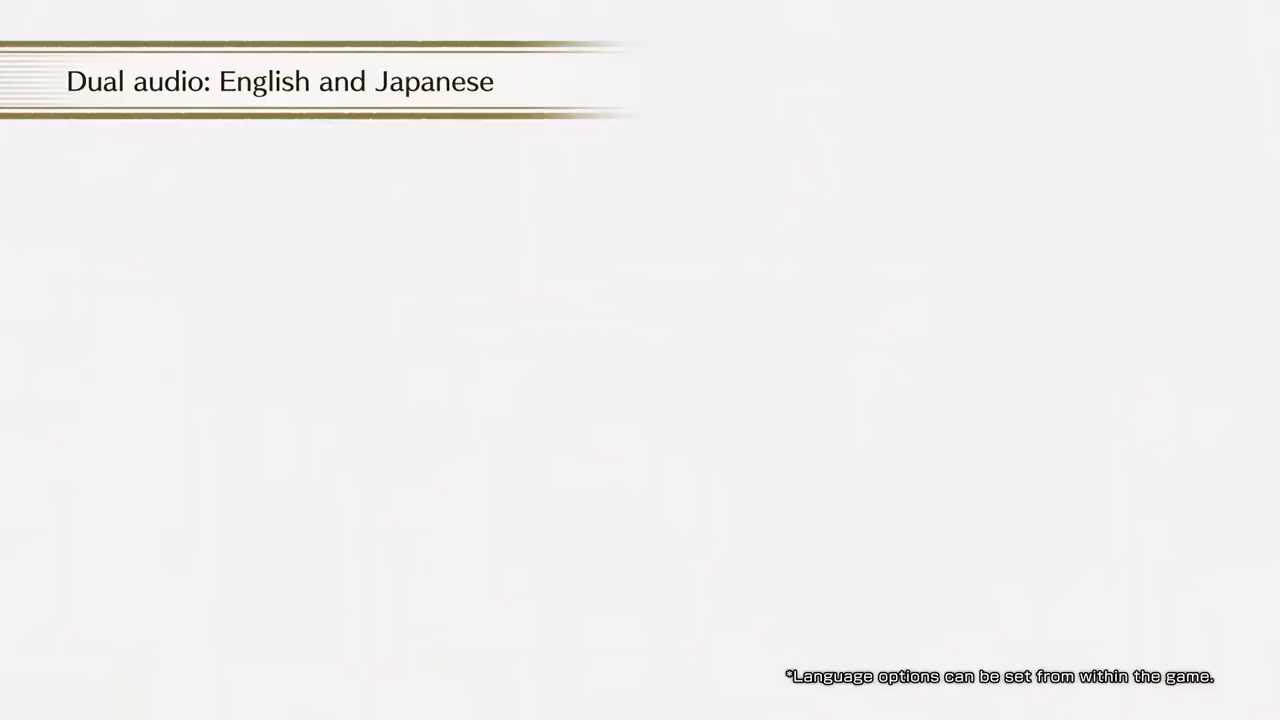 Dual audio: English and Japanese
*Language options can be set from within the game.